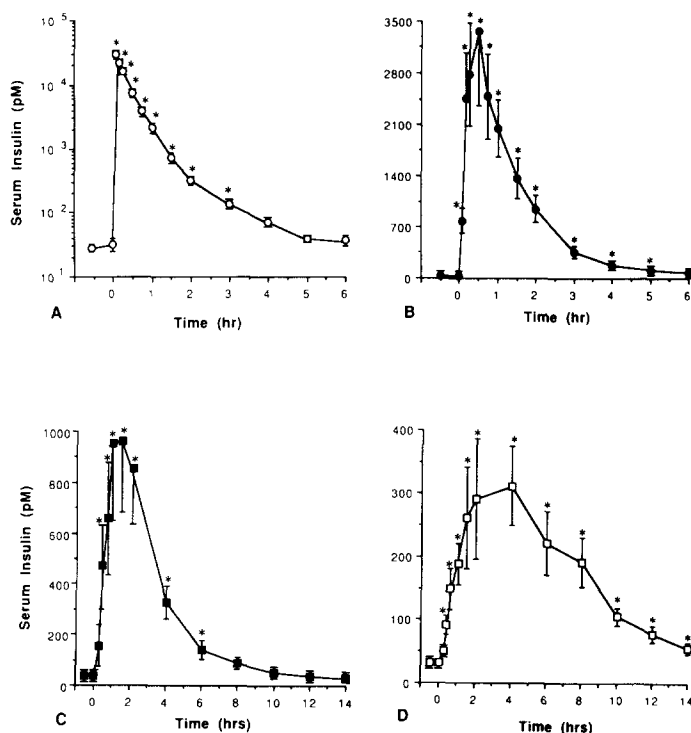 10⁵
10⁴
10³
10²
10¹
Serum Insulin (pM)
* * * * * * * * *
0 1 2 3 4 5 6
A
Time (hr)
3500
2800
2100
1400
700
0
* * * * * * * * * * *
0 1 2 3 4 5 6
B
Time (hr)
1000
800
600
400
200
0
Serum Insulin (pM)
* * * * * * *
0 2 4 6 8 10 12 14
C
Time (hrs)
400
300
200
100
50
0
* * * * * * * * * * *
0 2 4 6 8 10 12 14
D
Time (hrs)